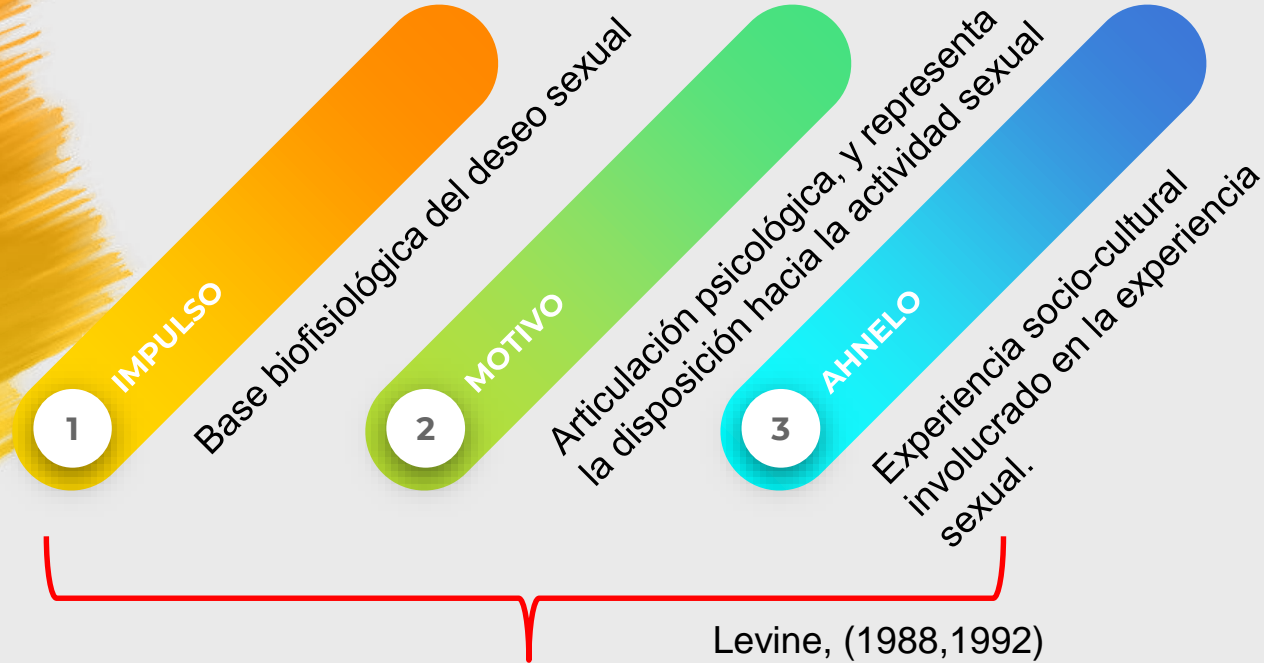 1
IMPULSO
Base biofisiológica del deseo sexual
2
MOTIVO
Articulación psicológica, y representa
la disposición hacia la actividad sexual
3
AHNELO
Experiencia socio-cultural
involucrado en la experiencia
sexual.
Levine, (1988,1992)